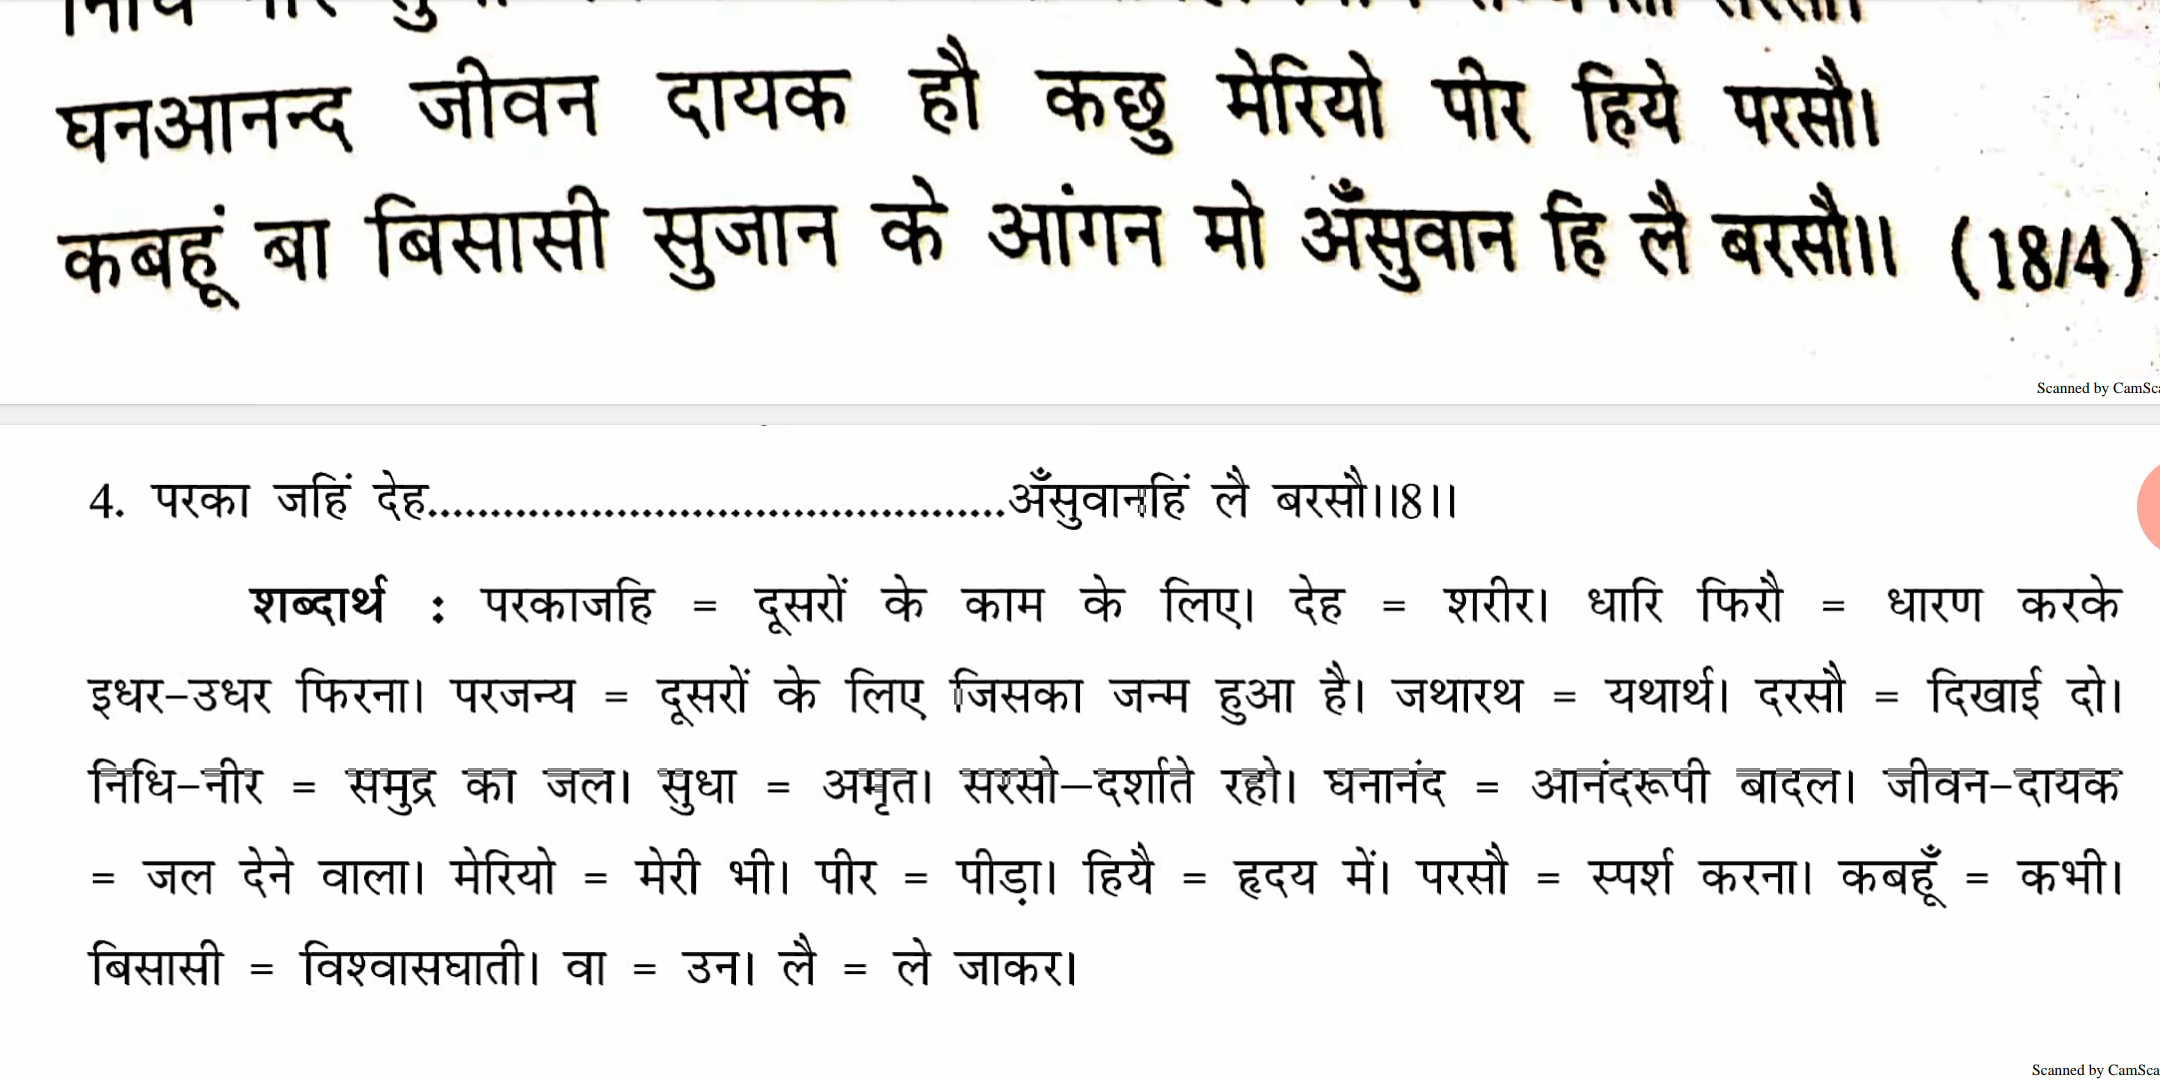 घनआनन्द जीवन दायक हौ कछु मेरियो पीर हिये परसौ।
कबहूं बा बिसासी सुजान के आंगन मो अँसुवान हि लै बरसौ।। (18/4)
Scanned by CamSca
4. परका जहिं देह..............................................अँसुवानहिं लै बरसौ।।8।।
शब्दार्थ : परकाजहि = दूसरों के काम के लिए। देह = शरीर। धारि फिरौ = धारण करके
इधर-उधर फिरना। परजन्य = दूसरों के लिए जिसका जन्म हुआ है। जथारथ = यथार्थ। दरसौ = दिखाई दो।
निधि-नीर = समुद्र का जल। सुधा = अमृत। सरसो–दर्शाते रहो। घनानंद = आनंदरूपी बादल। जीवन-दायक
= जल देने वाला। मेरियो = मेरी भी। पीर = पीड़ा। हियै = हृदय में। परसौ = स्पर्श करना। कबहूँ = कभी।
बिसासी = विश्वासघाती। वा = उन। लै = ले जाकर।
Scanned by CamSca